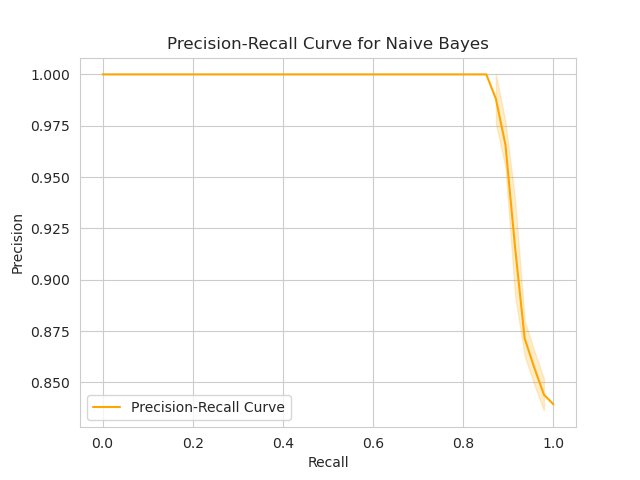 Precision-Recall Curve for Naive Bayes
Precision
1.000
0.975
0.950
0.925
0.900
0.875
0.850
Precision-Recall Curve
0.0 0.2 0.4 0.6 0.8 1.0
Recall